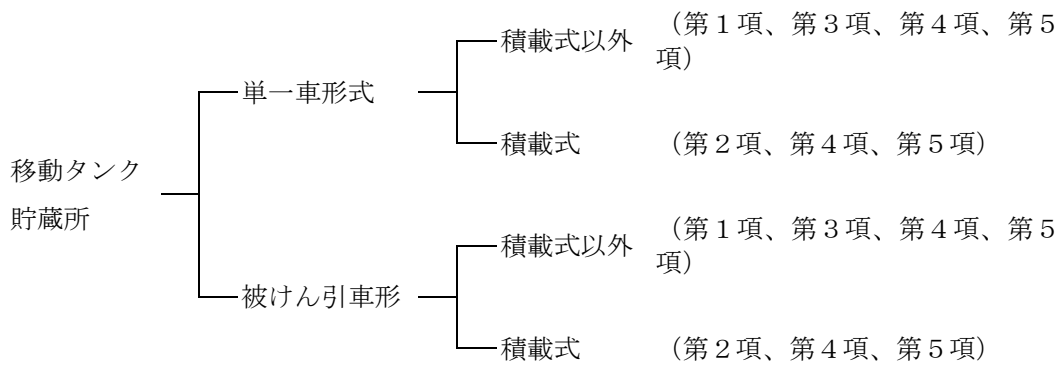 積載式以外 （第１項、第３項、第４項、第５
項）
単一車形式
積載式 （第２項、第４項、第５項）
移動タンク
貯蔵所
積載式以外 （第１項、第３項、第４項、第５
項）
被けん引車形
積載式 （第２項、第４項、第５項）